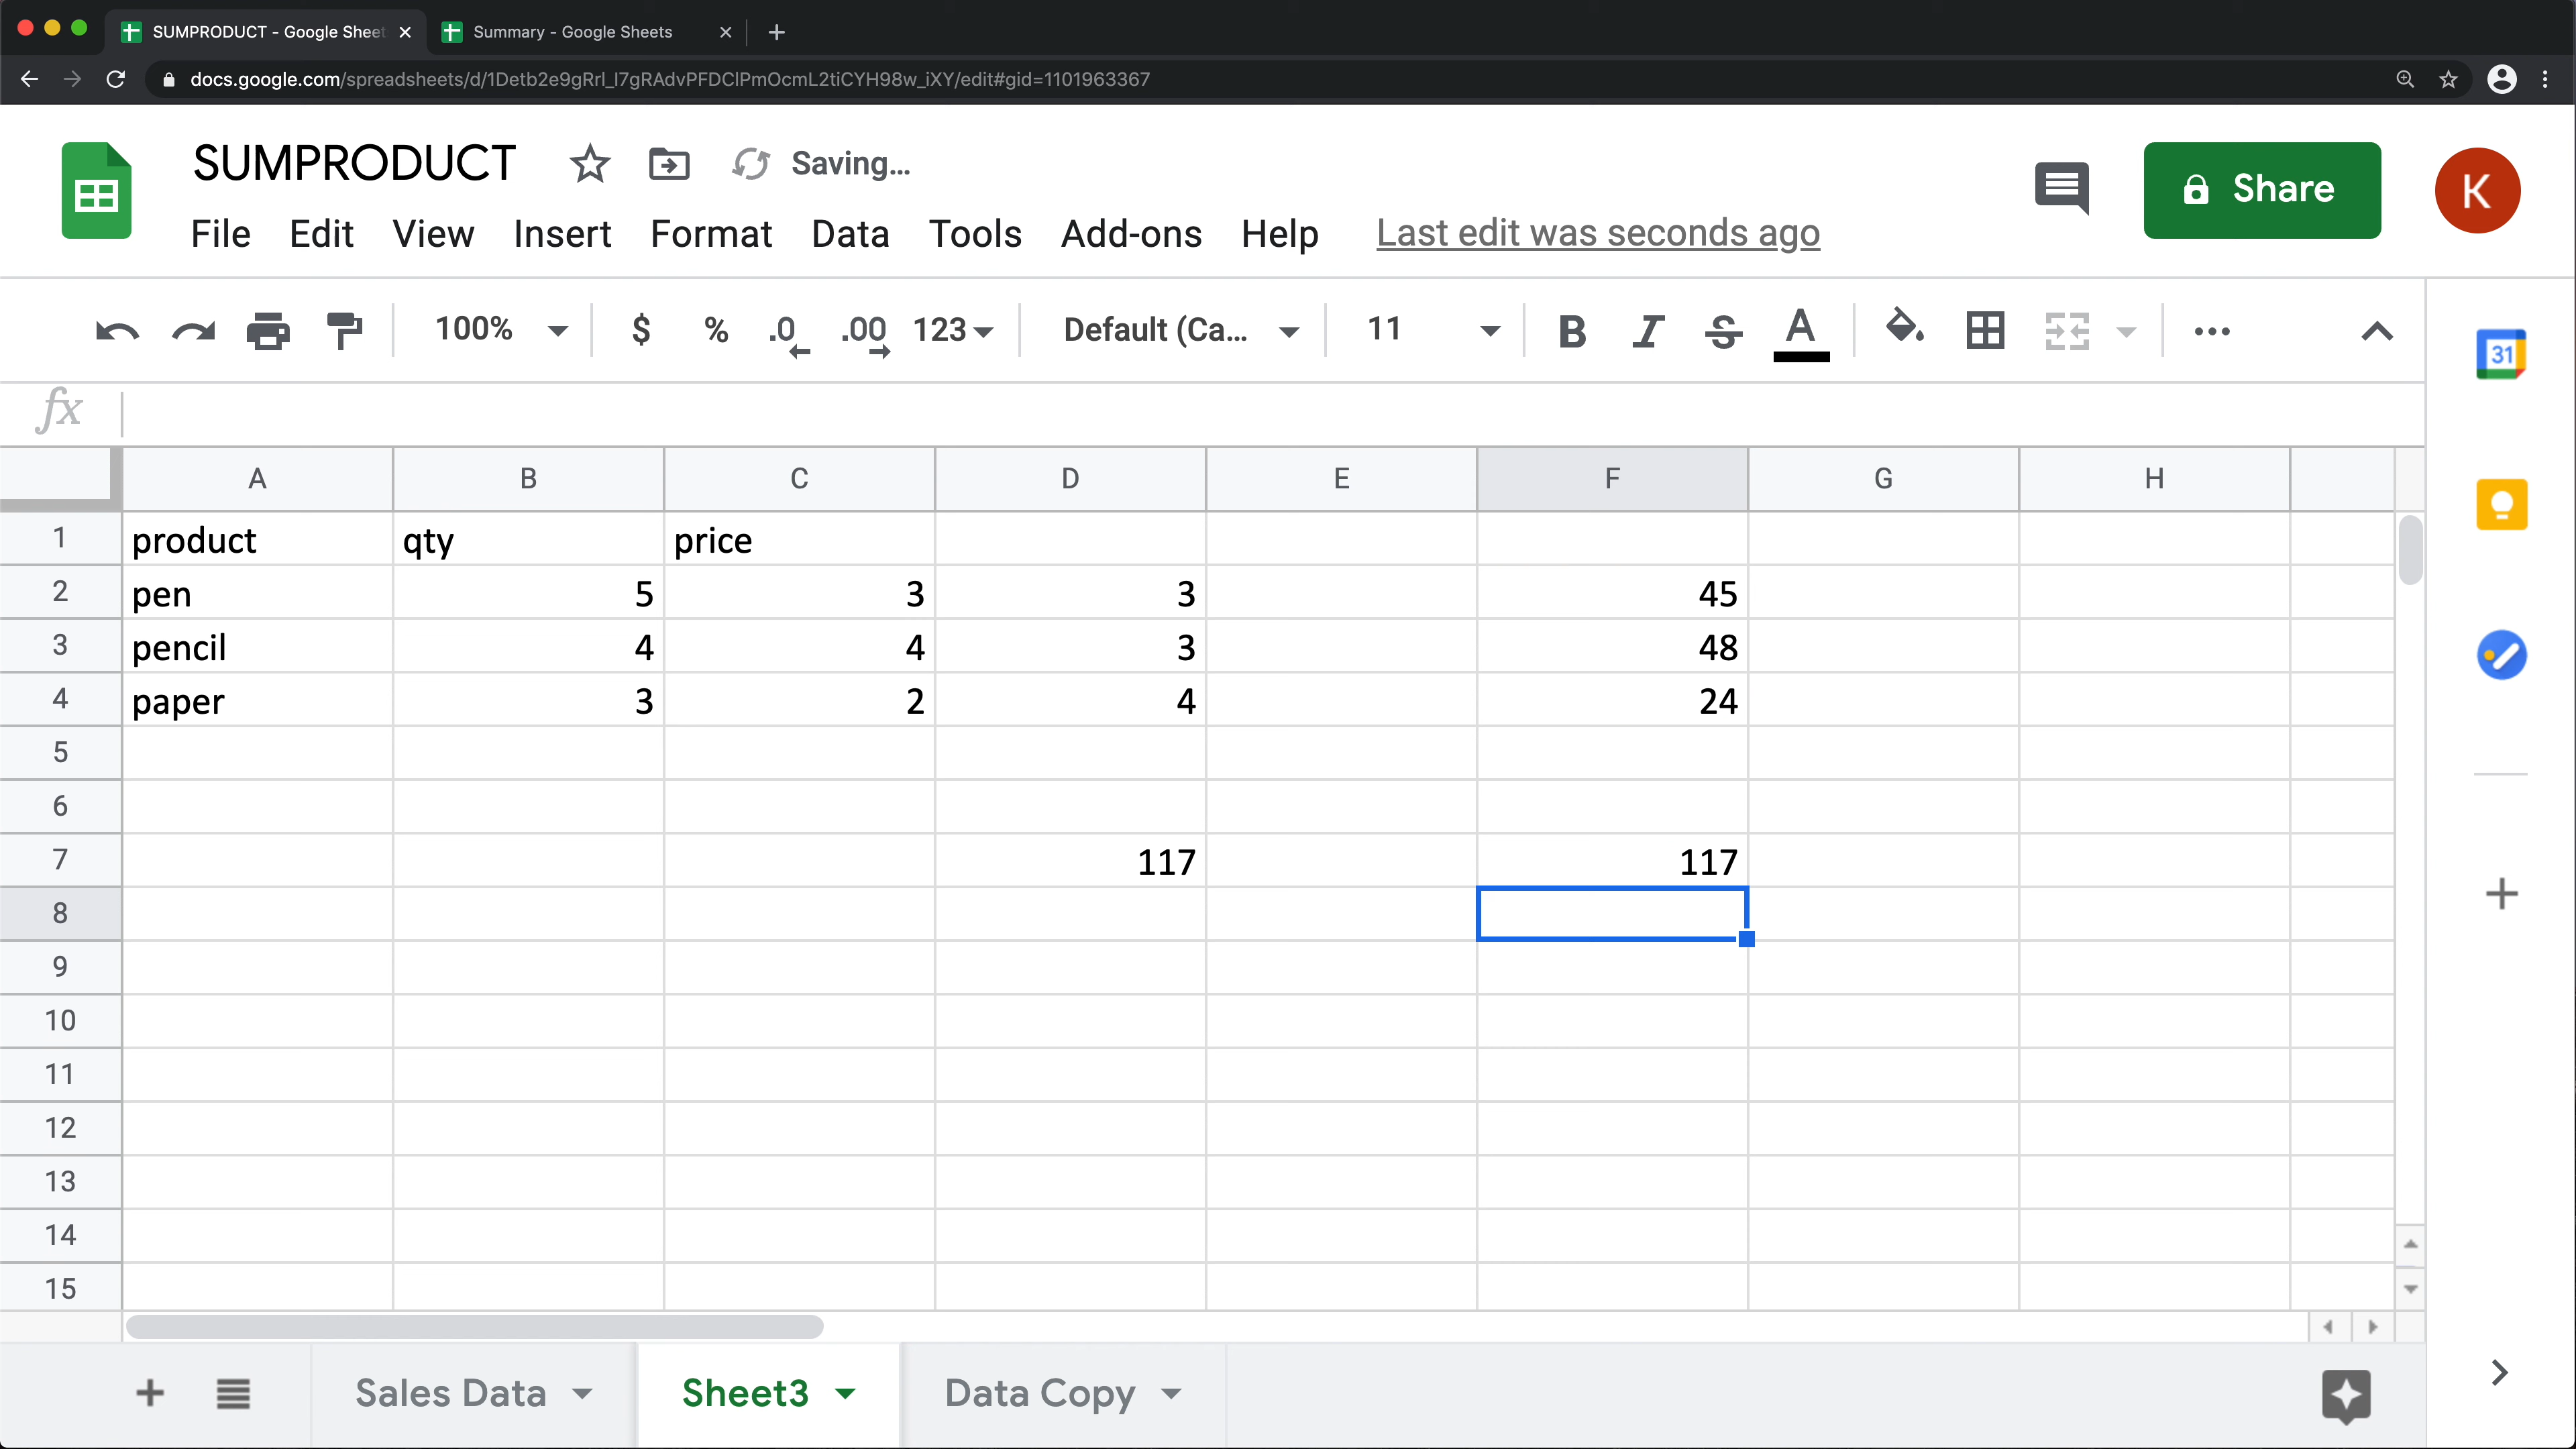 SUMPRODUCT - Google Sheet
Summary - Google Sheets
docs.google.com/spreadsheets/d/1Detb2e9gRrl_I7gRAdvPFDClPmOcmL2tiCYH98w_iXY/edit#gid=1101963367
SUMPRODUCT Saving...
Share
K
File Edit View Insert Format Data Tools Add-ons Help Last edit was seconds ago
100% $ % .0 .00 123 Default (Ca... 11 B I S A
31
fx
A B C D E F G H
1 product qty price
2 pen 5 3 3 45
3 pencil 4 4 3 48
4 paper 3 2 4 24
5
6
7 117 117
8
9
10
11
12
13
14
15
Sales Data Sheet3 Data Copy